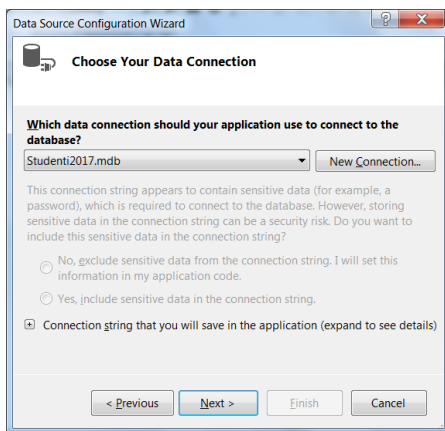 Data Source Configuration Wizard
Choose Your Data Connection
Which data connection should your application use to connect to the
database?
Studenti2017.mdb
New Connection...
This connection string appears to contain sensitive data (for example, a
password), which is required to connect to the database. However, storing
sensitive data in the connection string can be a security risk. Do you want to
include this sensitive data in the connection string?
No, exclude sensitive data from the connection string. I will set this
information in my application code.
Yes, include sensitive data in the connection string.
Connection string that you will save in the application (expand to see details)
< Previous
Next >
Finish
Cancel